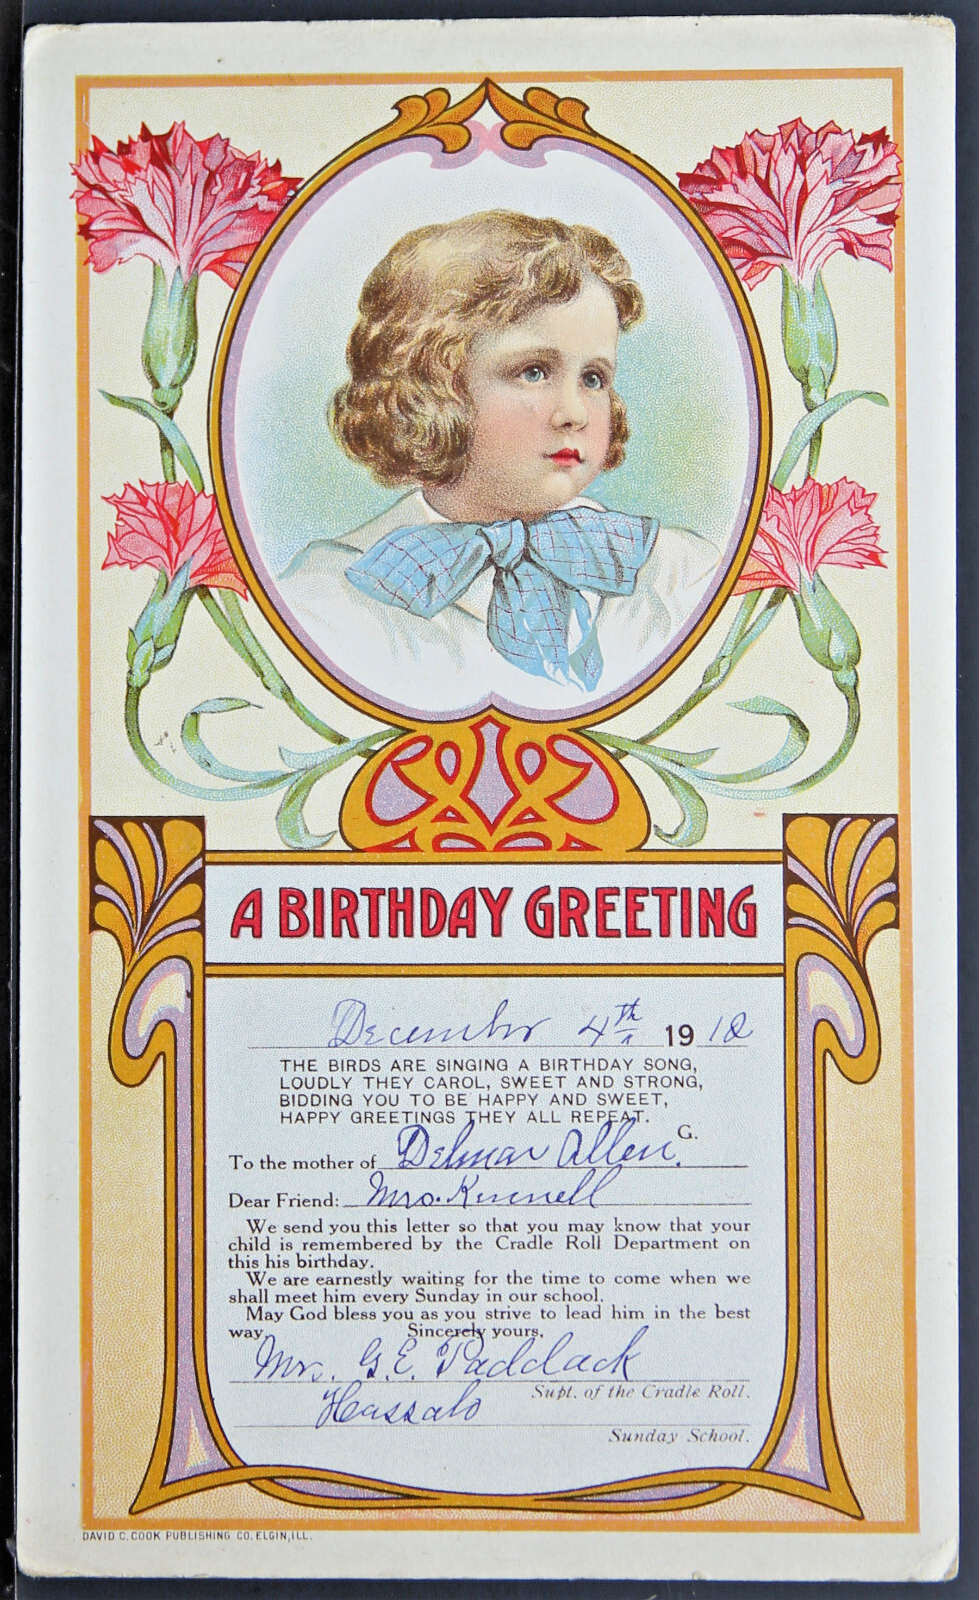 A BIRTHDAY GREETING
December 4th 1912
THE BIRDS ARE SINGING A BIRTHDAY SONG,
LOUDLY THEY CAROL, SWEET AND STRONG,
BIDDING YOU TO BE HAPPY AND SWEET,
HAPPY GREETINGS THEY ALL REPEAT.
G.
To the mother of Delmar Allen.
Dear Friend: Mrs. Kunnell
We send you this letter so that you may know that your
child is remembered by the Cradle Roll Department on
this his birthday.
We are earnestly waiting for the time to come when we
shall meet him every Sunday in our school.
May God bless you as you strive to lead him in the best
way. Sincerely yours,
Mrs. G. E. Paddack
Supt. of the Cradle Roll.
Hassalo
Sunday School.
DAVID C. COOK PUBLISHING CO. ELGIN, ILL.